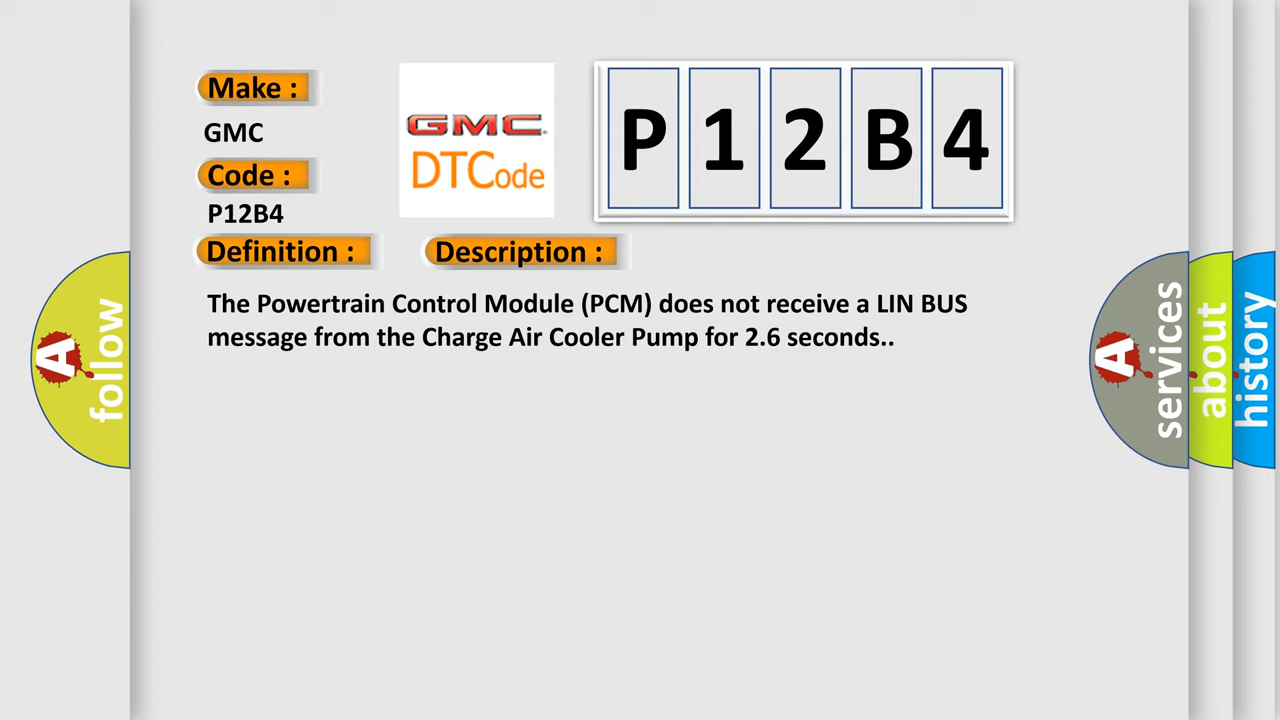 Make :
GMC
Code :
P12B4
Definition :
Description :
The Powertrain Control Module (PCM) does not receive a LIN BUS
message from the Charge Air Cooler Pump for 2.6 seconds..
GMC
DTCode
P 1 2 B 4
A follow
A services
about
history